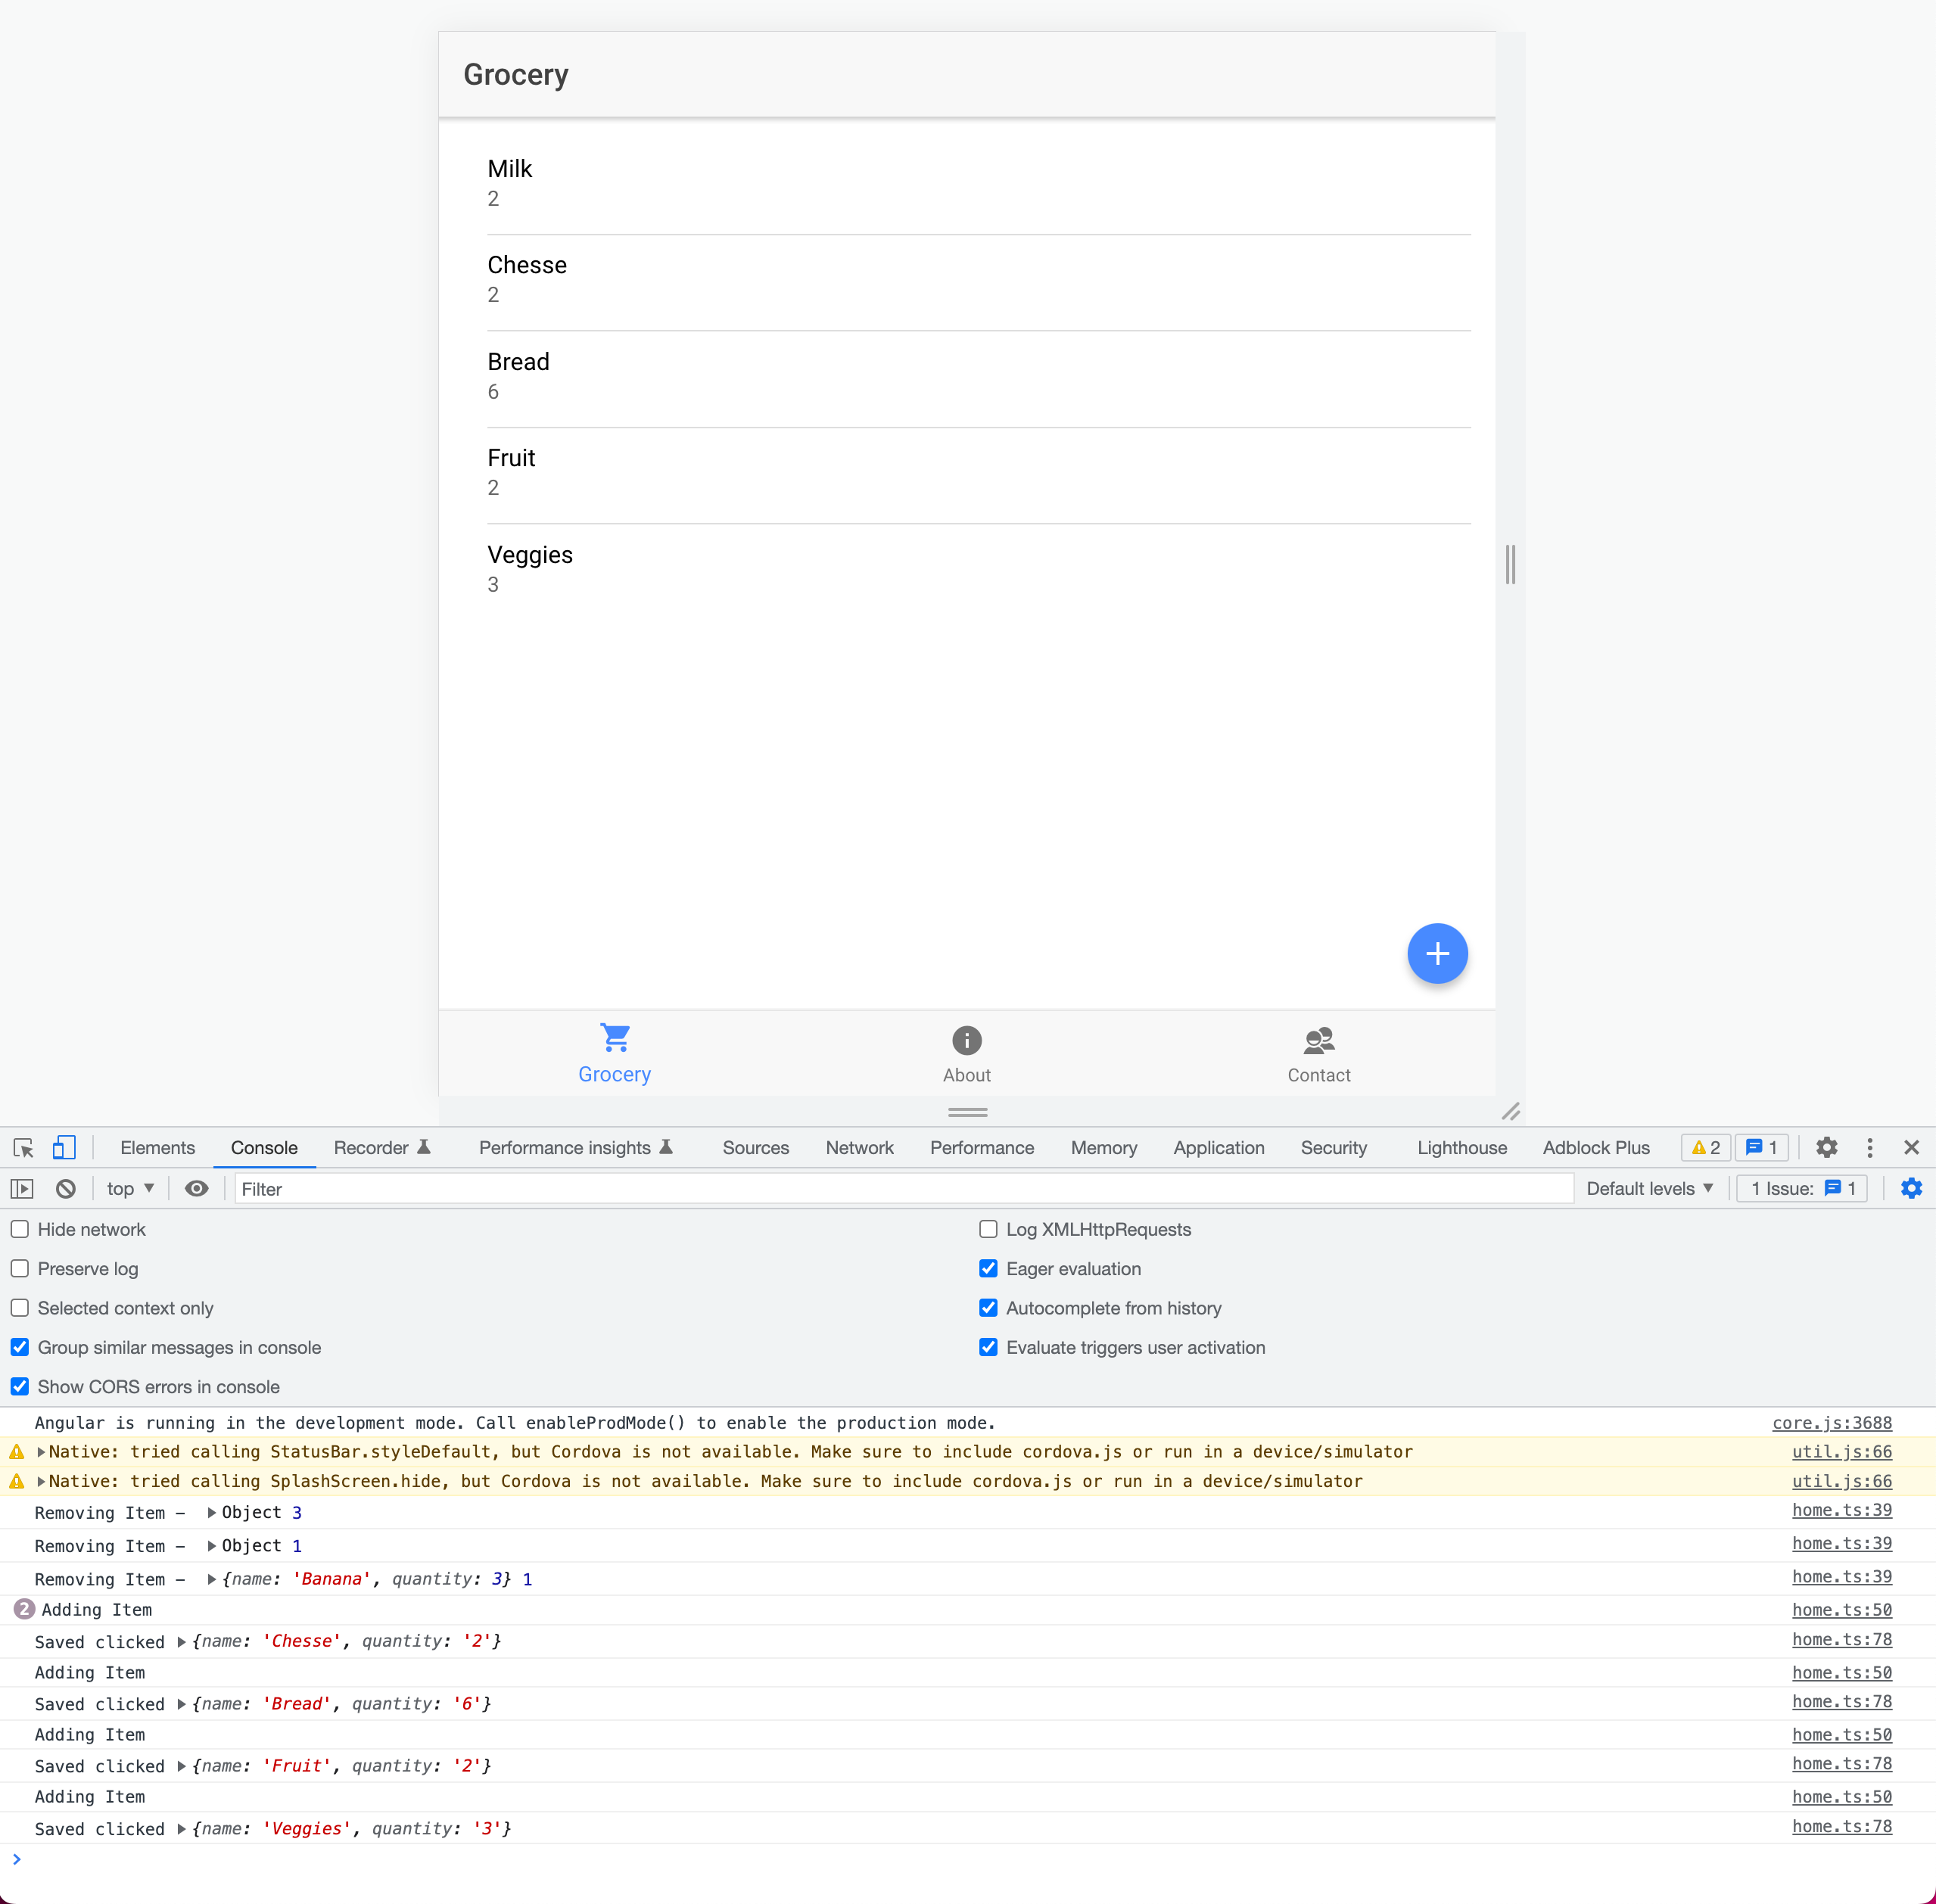 Grocery
Milk
2
Chesse
2
Bread
6
Fruit
2
Veggies
3
Grocery About Contact
Elements Console Recorder Performance insights Sources Network Performance Memory Application Security Lighthouse Adblock Plus 2 1
top Filter Default levels 1 Issue: 1
Hide network Log XMLHttpRequests
Preserve log Eager evaluation
Selected context only Autocomplete from history
Group similar messages in console Evaluate triggers user activation
Show CORS errors in console
Angular is running in the development mode. Call enableProdMode() to enable the production mode. core.js:3688
Native: tried calling StatusBar.styleDefault, but Cordova is not available. Make sure to include cordova.js or run in a device/simulator util.js:66
Native: tried calling SplashScreen.hide, but Cordova is not available. Make sure to include cordova.js or run in a device/simulator util.js:66
Removing Item – Object 3 home.ts:39
Removing Item – Object 1 home.ts:39
Removing Item – {name: 'Banana', quantity: 3} 1 home.ts:39
2 Adding Item home.ts:50
Saved clicked {name: 'Chesse', quantity: '2'} home.ts:78
Adding Item home.ts:50
Saved clicked {name: 'Bread', quantity: '6'} home.ts:78
Adding Item home.ts:50
Saved clicked {name: 'Fruit', quantity: '2'} home.ts:78
Adding Item home.ts:50
Saved clicked {name: 'Veggies', quantity: '3'} home.ts:78